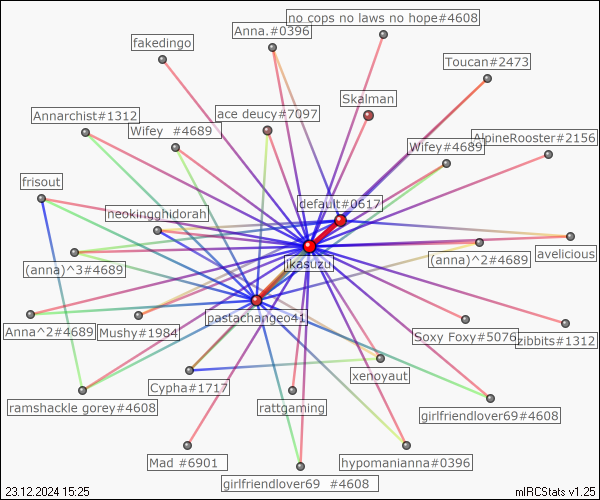 no cops no laws no hope#4608
Anna.#0396
fakedingo
Toucan#2473
Skalman
Annarchist#1312
ace deucy#7097
Wifey  #4689
AlpineRooster#2156
Wifey#4689
frisout
default#0617
neokingghidorah
avelicious
(anna)^2#4689
ikasuzu
(anna)^3#4689
pastachangeo41
Anna^2#4689
Mushy#1984
Soxy Foxy#5076
zibbits#1312
xenoyaut
Cypha#1717
ramshackle gorey#4608
rattgaming
girlfriendlover69#4608
Mad #6901
hypomanianna#0396
girlfriendlover69  #4608
23.12.2024 15:25
mIRCStats v1.25